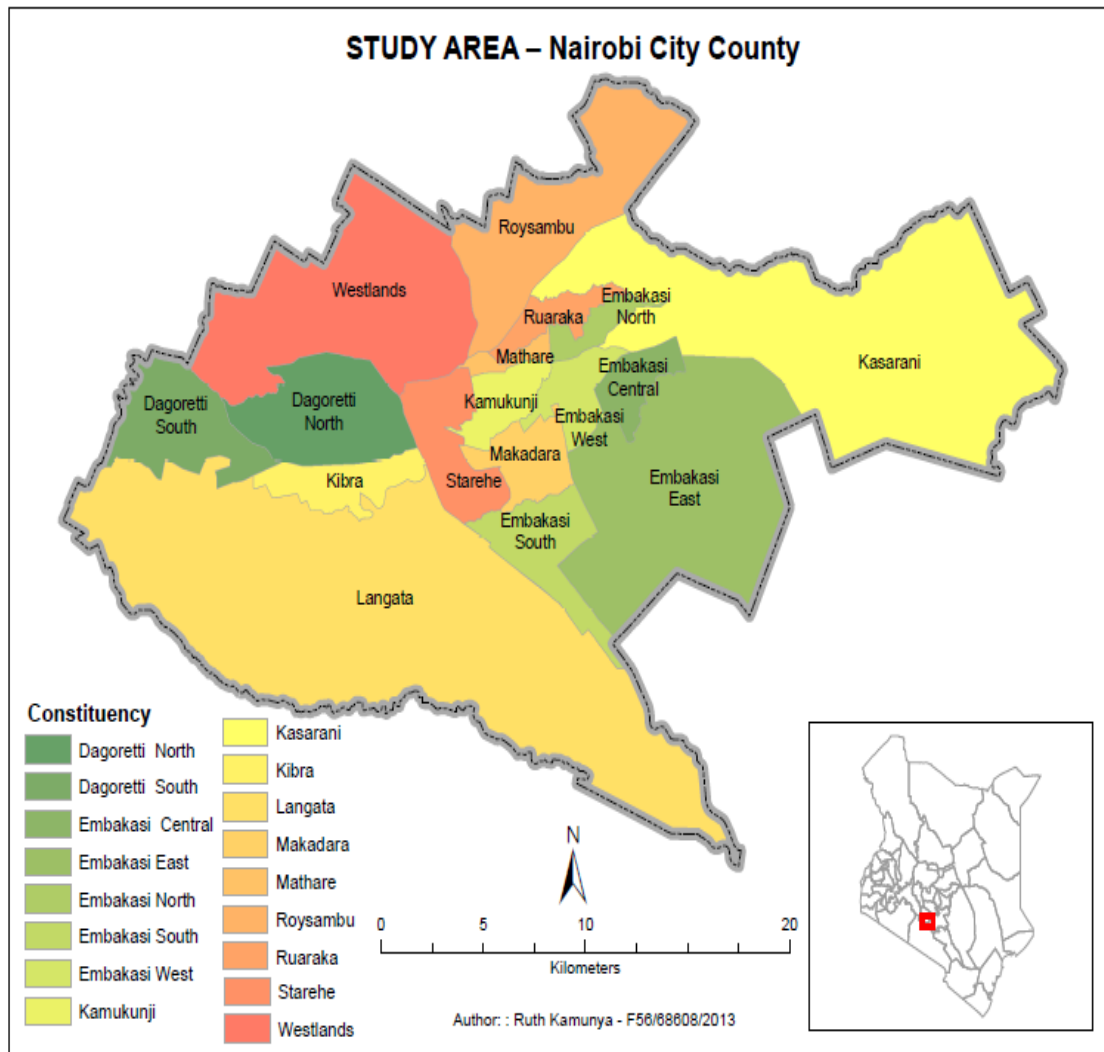 STUDY AREA – Nairobi City County
Roysambu
Westlands
Ruaraka
Embakasi
North
Mathare
Kasarani
Embakasi
Central
Dagoretti
South
Dagoretti
North
Kamukunji
Embakasi
West
Makadara
Kibra
Starehe
Embakasi
East
Embakasi
South
Langata
Constituency
Dagoretti North
Dagoretti South
Embakasi Central
Embakasi East
Embakasi North
Embakasi South
Embakasi West
Kamukunji
Kasarani
Kibra
Langata
Makadara
Mathare
Roysambu
Ruaraka
Starehe
Westlands
N
0 5 10 20
Kilometers
Author: : Ruth Kamunya - F56/68608/2013